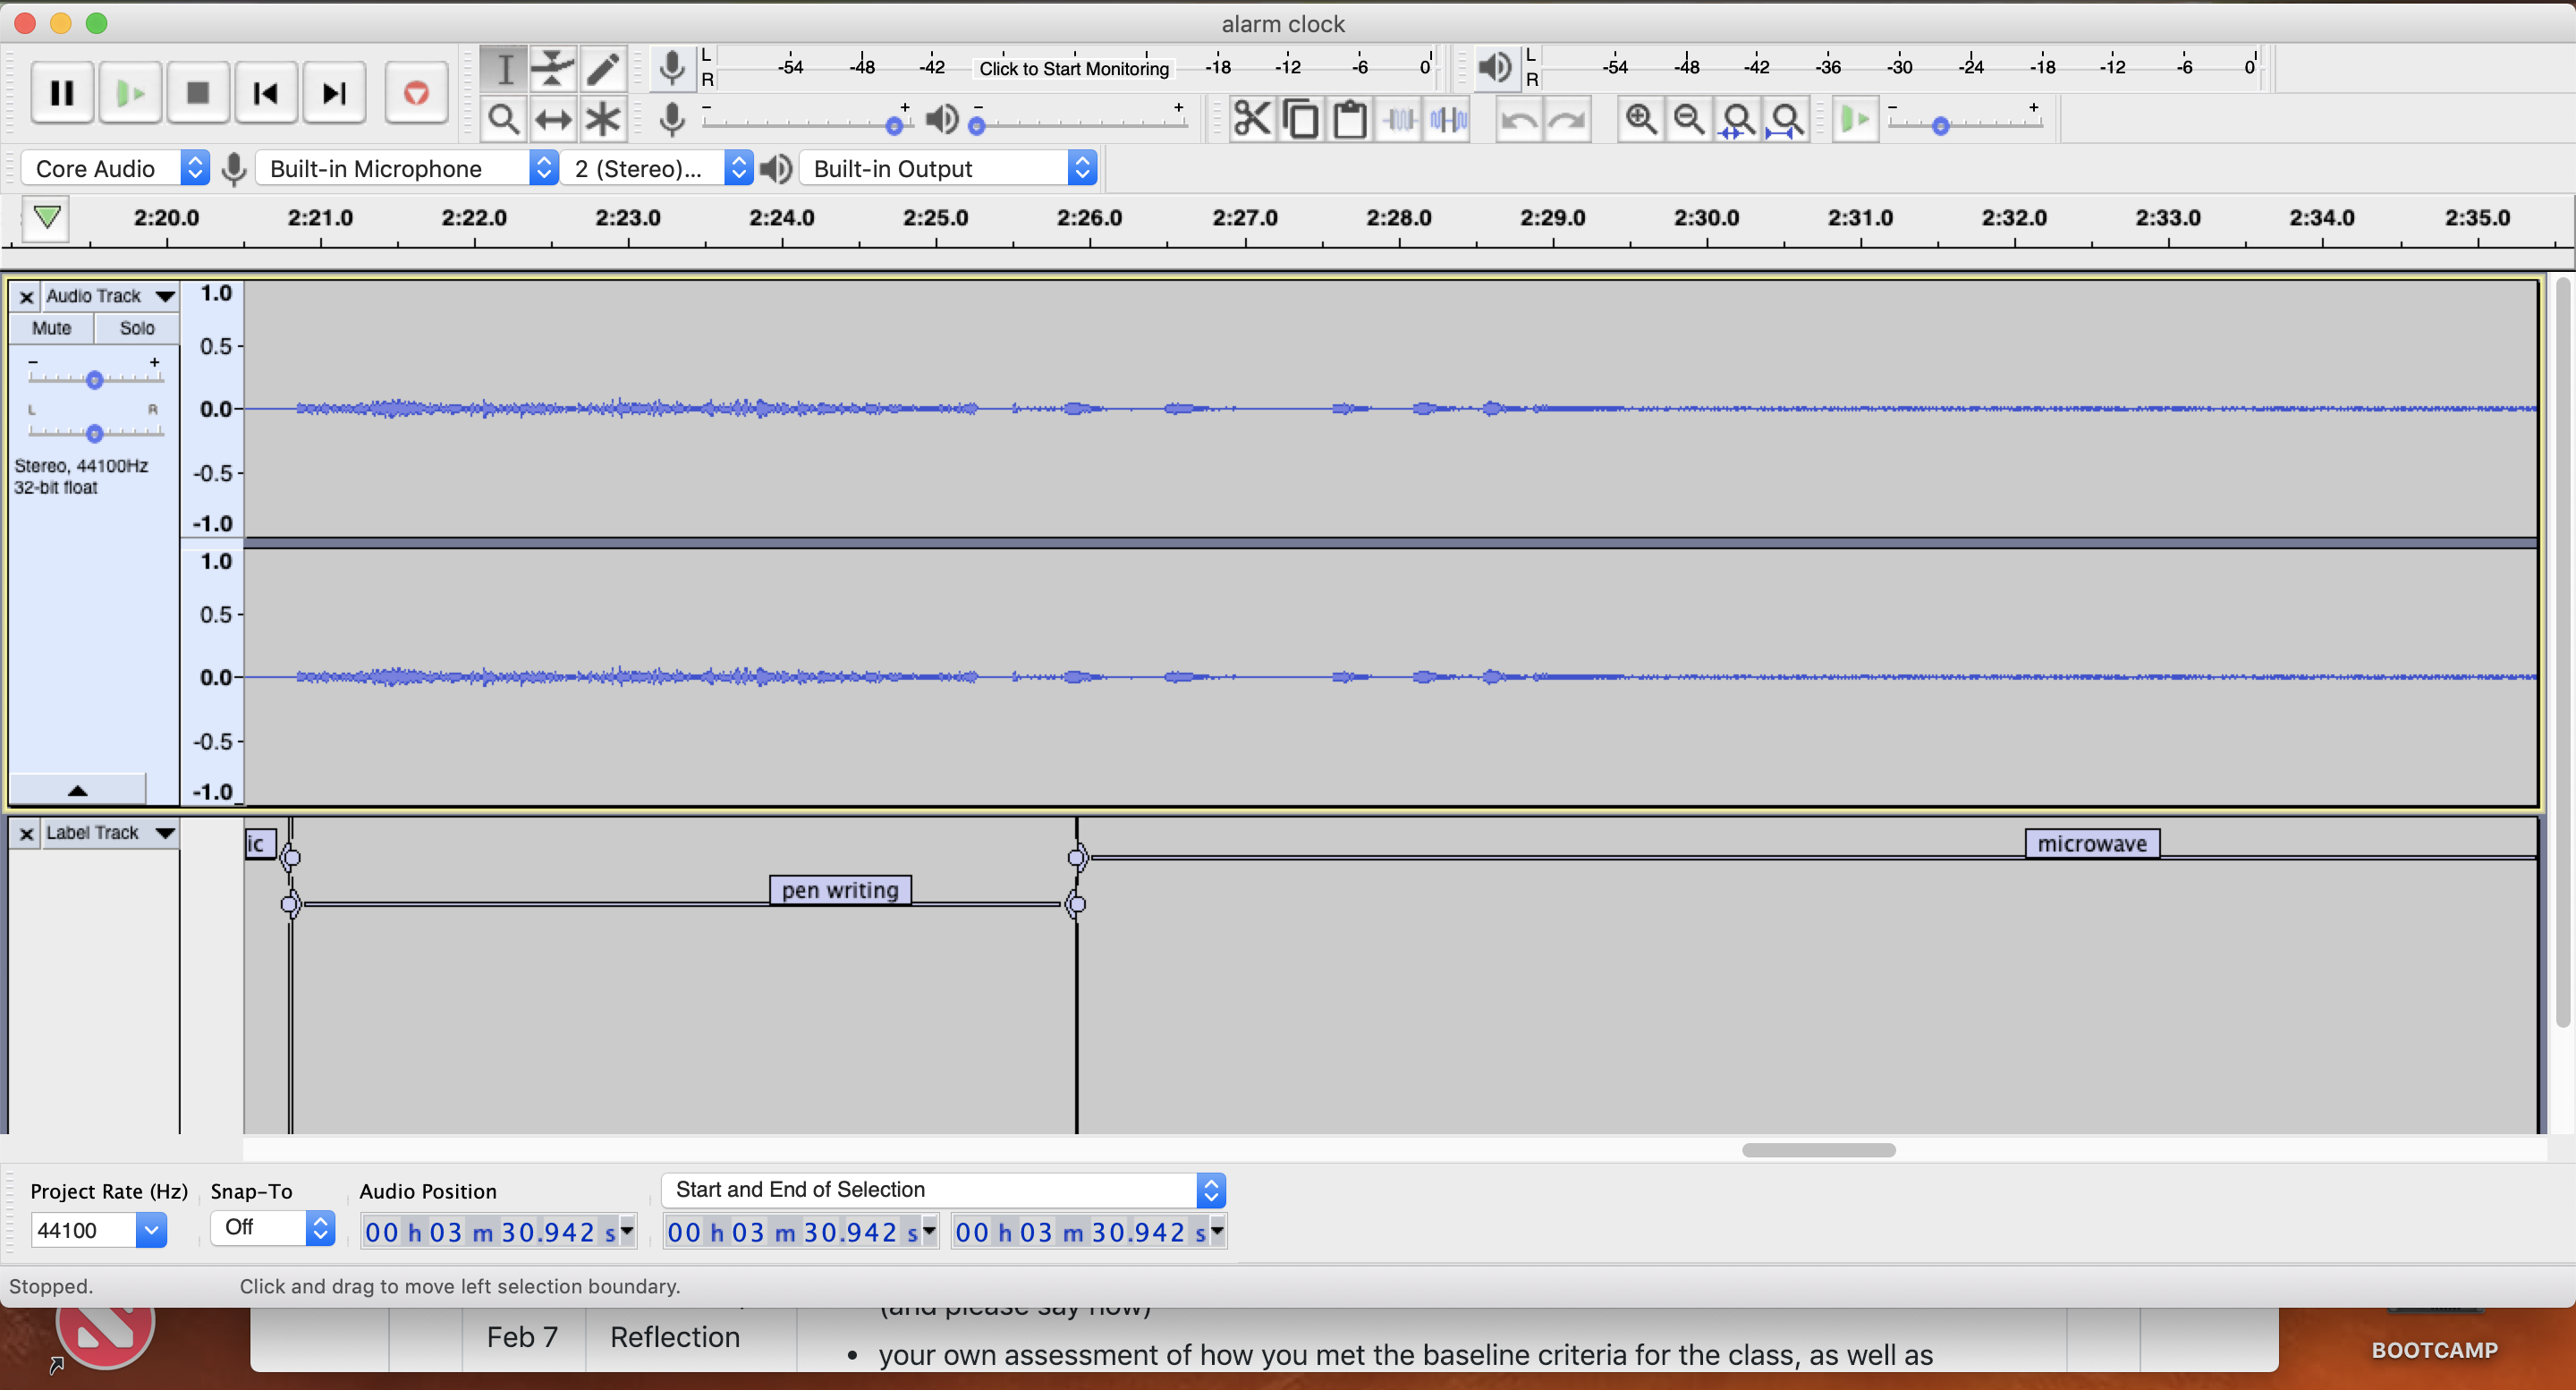 alarm clock
L
R
-54 -48 -42 Click to Start Monitoring -18 -12 -6 0
L
R
-54 -48 -42 -36 -30 -24 -18 -12 -6 0
- + - +
- +
Core Audio Built-in Microphone 2 (Stereo)... Built-in Output
2:20.0 2:21.0 2:22.0 2:23.0 2:24.0 2:25.0 2:26.0 2:27.0 2:28.0 2:29.0 2:30.0 2:31.0 2:32.0 2:33.0 2:34.0 2:35.0
Audio Track
Mute Solo
- +
L R
Stereo, 44100Hz
32-bit float
1.0
0.5
0.0
-0.5
-1.0
1.0
0.5
0.0
-0.5
-1.0
Label Track
ic
microwave
pen writing
Project Rate (Hz) Snap-To Audio Position Start and End of Selection
44100 Off 00 h 03 m 30.942 s 00 h 03 m 30.942 s 00 h 03 m 30.942 s
Stopped. Click and drag to move left selection boundary.
(and please say how)
Feb 7 Reflection
• your own assessment of how you met the baseline criteria for the class, as well as
BOOTCAMP